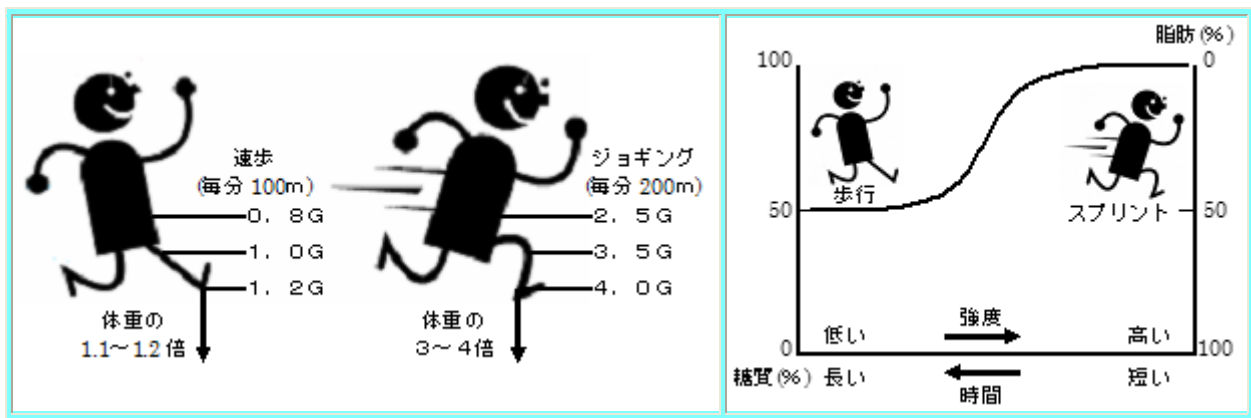 速歩
(毎分 100m)
0. 8G
1. 0G
1. 2G
体重の
1.1~1.2 倍
ジョギング
(毎分 200m)
2. 5G
3. 5G
4. 0G
体重の
3~4倍
脂肪 (%)
100
0
歩行
スプリント
50
50
強度
低い
高い
0
100
糖質(%)
長い
短い
時間